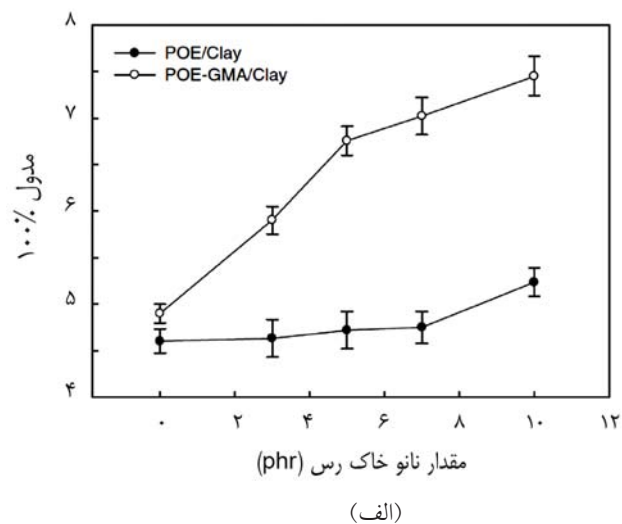 ۸
POE/Clay
POE-GMA/Clay
۷
۶
۵
۴
مدول ۱۰۰%
۰ ۲ ۴ ۶ ۸ ۱۰ ۱۲
مقدار نانو خاک رس (phr)
(الف)